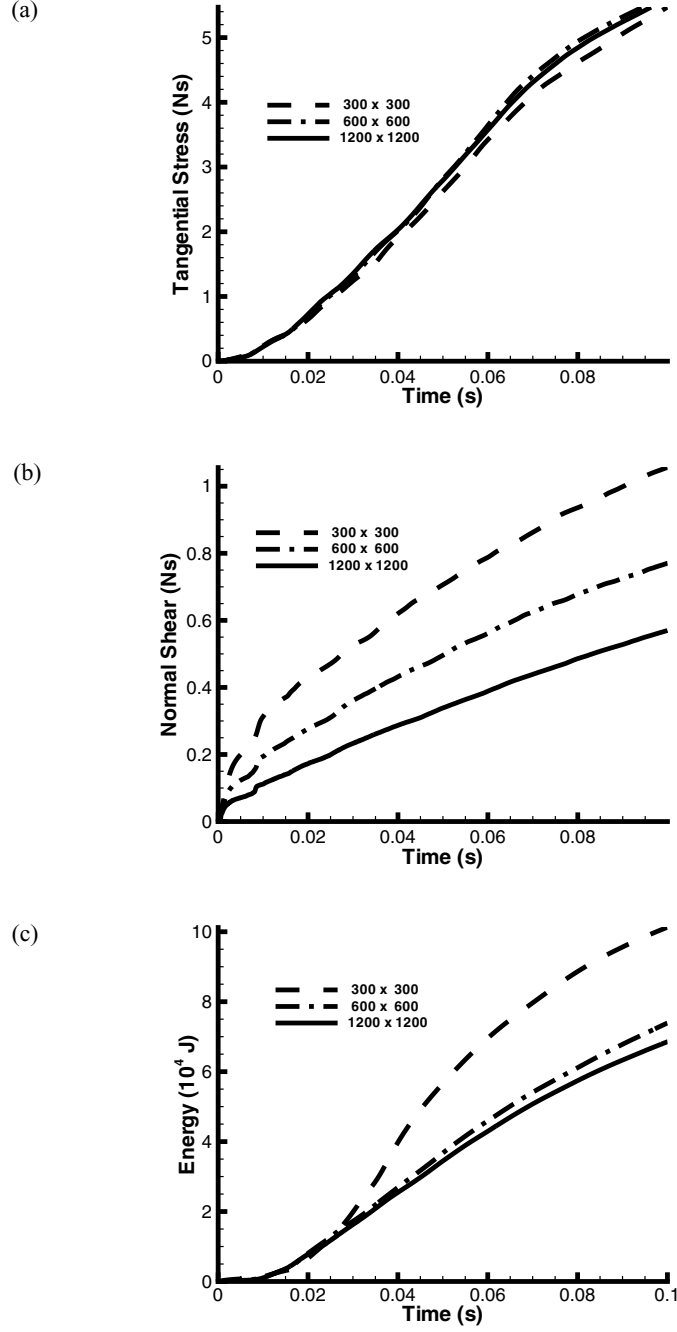 (a)
Tangential Stress (Ns)
5
4
3
2
1
0
300 x 300
600 x 600
1200 x 1200
0 0.02 0.04 0.06 0.08
Time (s)
(b)
Normal Shear (Ns)
1
0.8
0.6
0.4
0.2
0
300 x 300
600 x 600
1200 x 1200
0 0.02 0.04 0.06 0.08
Time (s)
(c)
Energy (10⁴ J)
10
8
6
4
2
0
300 x 300
600 x 600
1200 x 1200
0 0.02 0.04 0.06 0.08 0.1
Time (s)